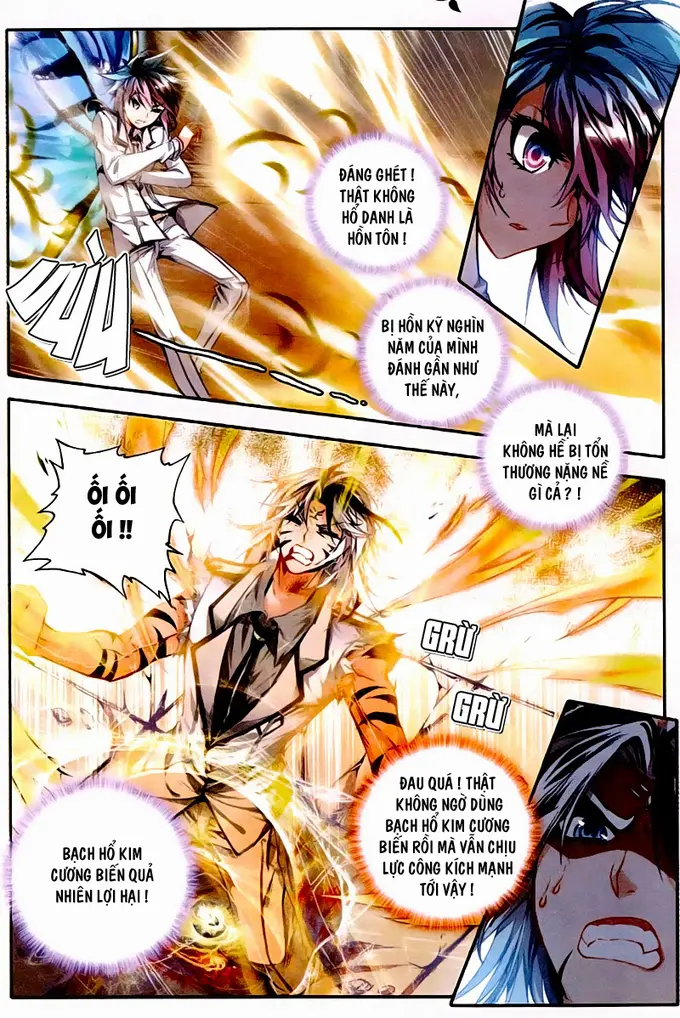 ĐÁNG GHÉT !
THẬT KHÔNG
HỔ DANH LÀ
HỒN TÔN !
VÚÚ
BỊ HỒN KỸ NGHÌN
NĂM CỦA MÌNH
ĐÁNH GẦN NHƯ
THẾ NÀY,
MÀ LẠI
KHÔNG HỀ BỊ TỔN
THƯƠNG NẶNG NỀ
GÌ CẢ ? !
ỐI ỐI
ỐI !!
GRỪ
GRỪ
ĐAU QUÁ ! THẬT
KHÔNG NGỜ DÙNG
BẠCH HỔ KIM CƯƠNG
BIẾN RỒI MÀ VẪN CHỊU
LỰC CÔNG KÍCH MẠNH
TỚI VẬY !
BẠCH HỔ KIM
CƯƠNG BIẾN QUẢ
NHIÊN LỢI HẠI !